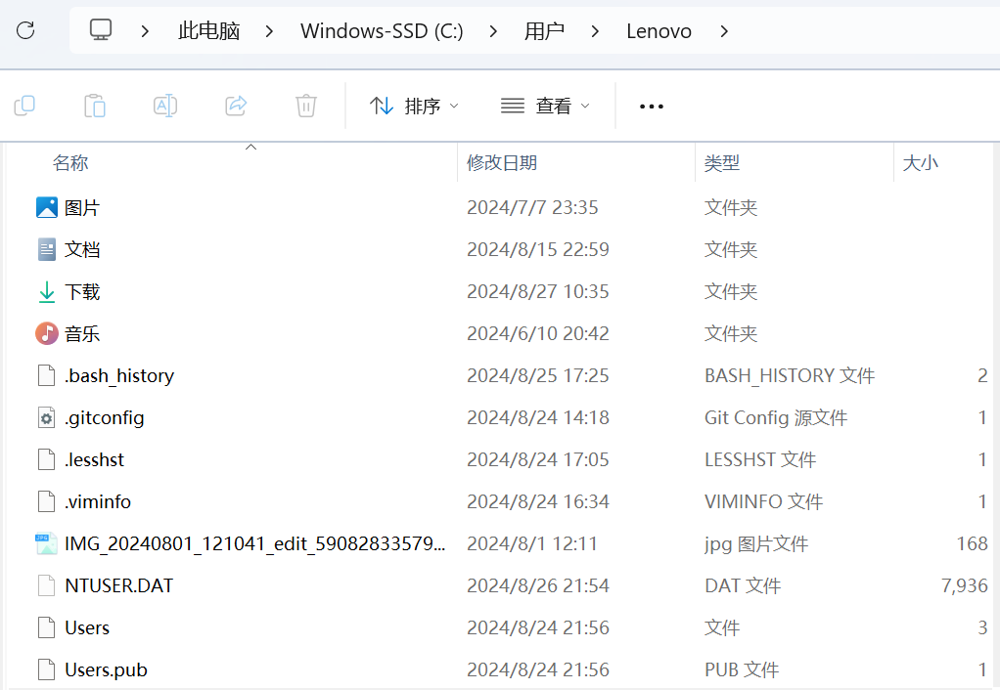 此电脑 > Windows-SSD (C:) > 用户 > Lenovo >
排序 查看
名称 修改日期 类型 大小
图片 2024/7/7 23:35 文件夹
文档 2024/8/15 22:59 文件夹
下载 2024/8/27 10:35 文件夹
音乐 2024/6/10 20:42 文件夹
.bash_history 2024/8/25 17:25 BASH_HISTORY 文件 2
.gitconfig 2024/8/24 14:18 Git Config 源文件 1
.lesshst 2024/8/24 17:05 LESSHST 文件 1
.viminfo 2024/8/24 16:34 VIMINFO 文件 1
IMG_20240801_121041_edit_59082833579... 2024/8/1 12:11 jpg 图片文件 168
NTUSER.DAT 2024/8/26 21:54 DAT 文件 7,936
Users 2024/8/24 21:56 文件 3
Users.pub 2024/8/24 21:56 PUB 文件 1